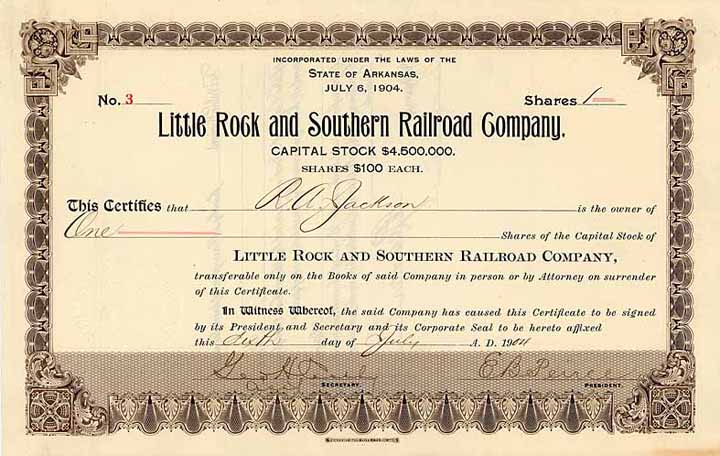 INCORPORATED UNDER THE LAWS OF THE
STATE OF ARKANSAS,
JULY 6, 1904.
No. 3 Shares 1
Little Rock and Southern Railroad Company.
CAPITAL STOCK $4,500,000.
SHARES $100 EACH.
This Certifies that R. A. Jackson is the owner of
One Shares of the Capital Stock of
LITTLE ROCK AND SOUTHERN RAILROAD COMPANY,
transferable only on the Books of said Company in person or by Attorney on surrender
of this Certificate.
In Witness Whereof, the said Company has caused this Certificate to be signed
by its President and Secretary and its Corporate Seal to be hereto affixed
this sixth day of July A. D. 1904
SECRETARY. PRESIDENT.